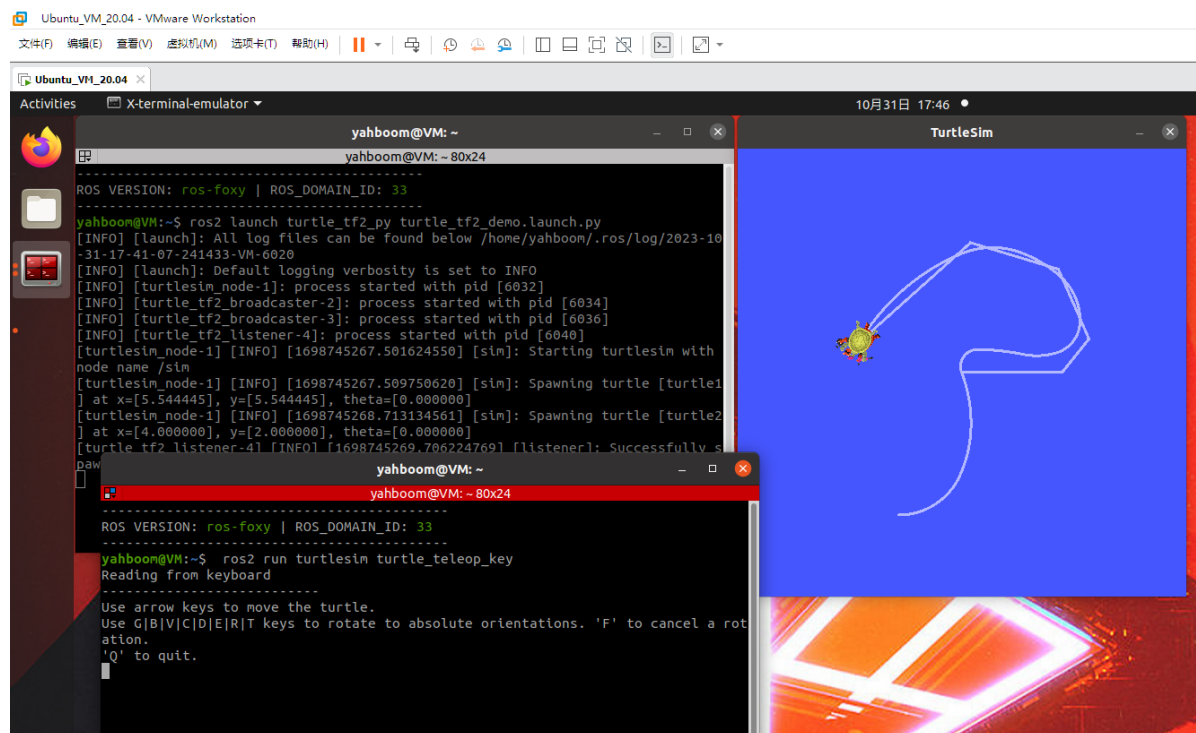 Ubuntu_VM_20.04 - VMware Workstation
文件(F) 编辑(E) 查看(V) 虚拟机(M) 选项卡(T) 帮助(H)
Ubuntu_VM_20.04
Activities X-terminal-emulator 10月31日 17:46
yahboom@VM: ~
yahboom@VM: ~ 80x24
------------------------------------------
ROS VERSION: ros-foxy | ROS_DOMAIN_ID: 33
------------------------------------------
yahboom@VM:~$ ros2 launch turtle_tf2_py turtle_tf2_demo.launch.py
[INFO] [launch]: All log files can be found below /home/yahboom/.ros/log/2023-10
-31-17-41-07-241433-VM-6020
[INFO] [launch]: Default logging verbosity is set to INFO
[INFO] [turtlesim_node-1]: process started with pid [6032]
[INFO] [turtle_tf2_broadcaster-2]: process started with pid [6034]
[INFO] [turtle_tf2_broadcaster-3]: process started with pid [6036]
[INFO] [turtle_tf2_listener-4]: process started with pid [6040]
[turtlesim_node-1] [INFO] [1698745267.501624550] [sim]: Starting turtlesim with
node name /sim
[turtlesim_node-1] [INFO] [1698745267.509750620] [sim]: Spawning turtle [turtle1
] at x=[5.544445], y=[5.544445], theta=[0.000000]
[turtlesim_node-1] [INFO] [1698745268.713134561] [sim]: Spawning turtle [turtle2
] at x=[4.000000], y=[2.000000], theta=[0.000000]
[turtle_tf2_listener-4] [INFO] [1698745269.706224769] [listener]: Successfully s
paw
TurtleSim
yahboom@VM: ~
yahboom@VM: ~ 80x24
------------------------------------------
ROS VERSION: ros-foxy | ROS_DOMAIN_ID: 33
------------------------------------------
yahboom@VM:~$ ros2 run turtlesim turtle_teleop_key
Reading from keyboard
---------------------------
Use arrow keys to move the turtle.
Use G|B|V|C|D|E|R|T keys to rotate to absolute orientations. 'F' to cancel a rot
ation.
'Q' to quit.